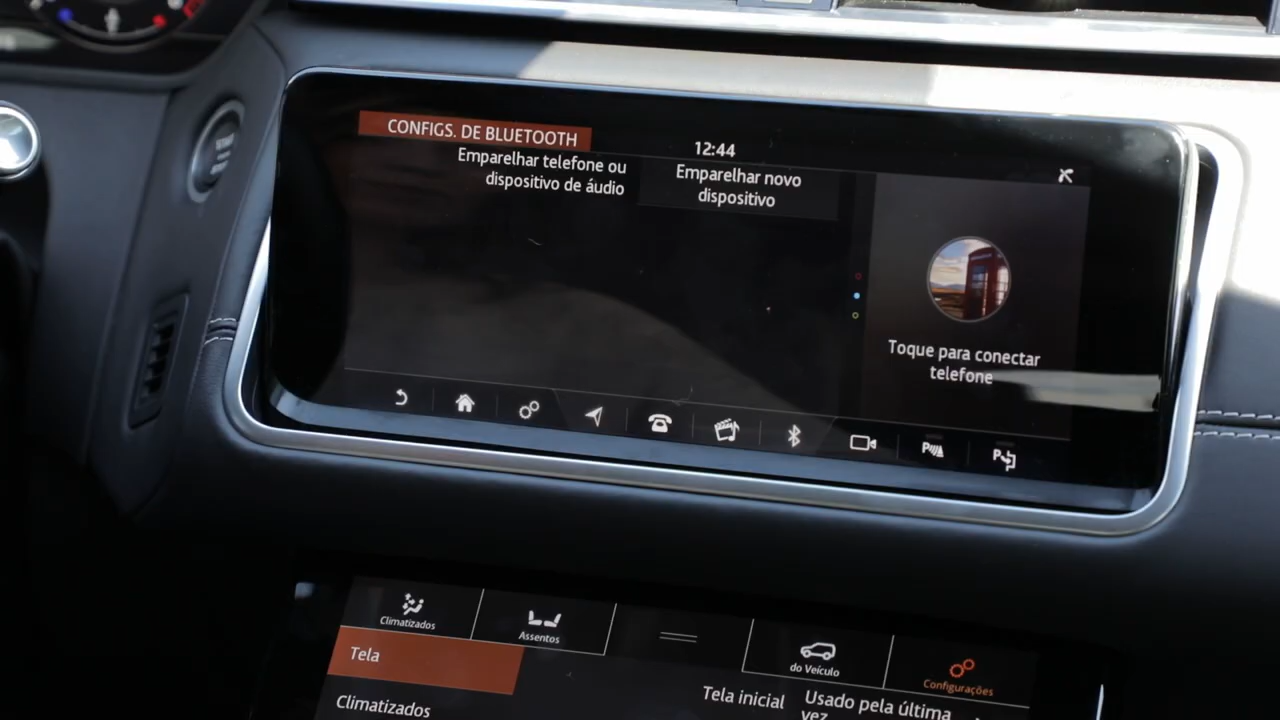 CONFIGS. DE BLUETOOTH
12:44
Emparelhar telefone ou
dispositivo de áudio
Emparelhar novo
dispositivo
Toque para conectar
telefone
Climatizados
Assentos
do Veículo
Configurações
Tela
Climatizados
Tela inicial
Usado pela última
vez